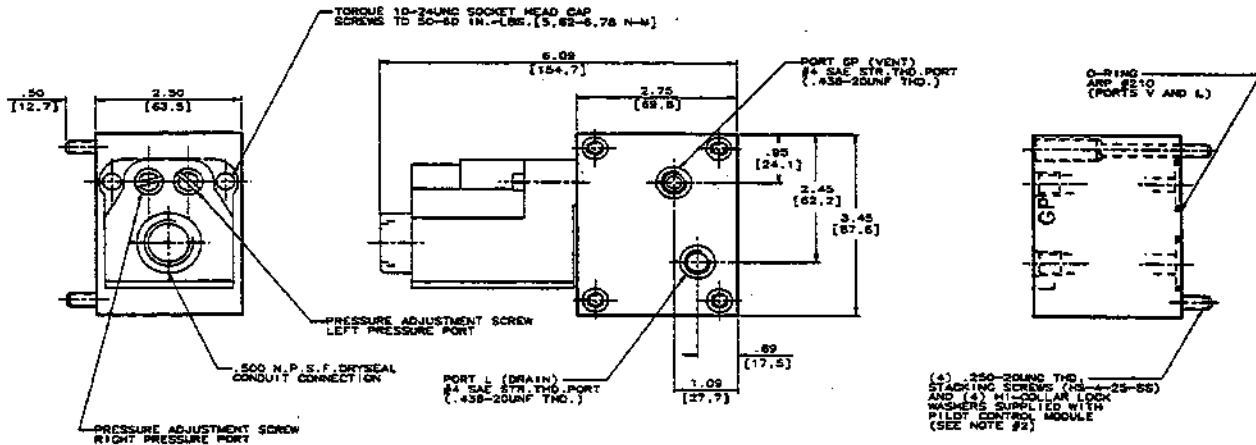 TORQUE 10-24UNC SOCKET HEAD CAP
SCREWS TO 50-60 IN.-LBS.[5.62-6.78 N-M]
6.09
[154.7]
PORT GP (VENT)
#4 SAE STR.THD.PORT
(.438-20UNF THD.)
O-RING
ARP #210
(PORTS V AND L)
.50
[12.7]
2.50
[63.5]
2.75
[69.8]
.95
[24.1]
2.45
[62.2]
3.45
[87.6]
GP
L
PRESSURE ADJUSTMENT SCREW
LEFT PRESSURE PORT
.500 N.P.S.F.DRYSEAL
CONDUIT CONNECTION
PORT L (DRAIN)
#4 SAE STR.THD.PORT
(.438-20UNF THD.)
.69
[17.5]
1.09
[27.7]
(4) .250-20UNC THD.
STACKING SCREWS (HS-4-25-SS)
AND (4) HI-COLLAR LOCK
WASHERS SUPPLIED WITH
PILOT CONTROL MODULE
(SEE NOTE #2)
PRESSURE ADJUSTMENT SCREW
RIGHT PRESSURE PORT